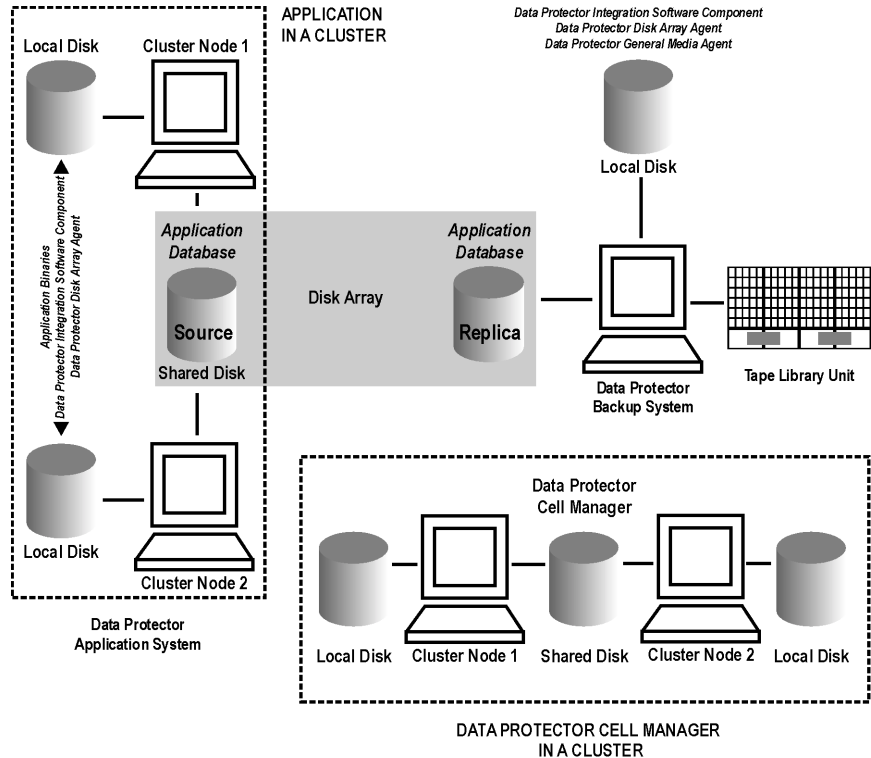 APPLICATION
IN A CLUSTER
Data Protector Integration Software Component
Data Protector Disk Array Agent
Data Protector General Media Agent
Local Disk
Cluster Node 1
Local Disk
Application Binaries
Data Protector Integration Software Component
Data Protector Disk Array Agent
Application
Database
Source
Shared Disk
Disk Array
Application
Database
Replica
Data Protector
Backup System
Tape Library Unit
Local Disk
Cluster Node 2
Data Protector
Application System
Data Protector
Cell Manager
Local Disk
Cluster Node 1
Shared Disk
Cluster Node 2
Local Disk
DATA PROTECTOR CELL MANAGER
IN A CLUSTER